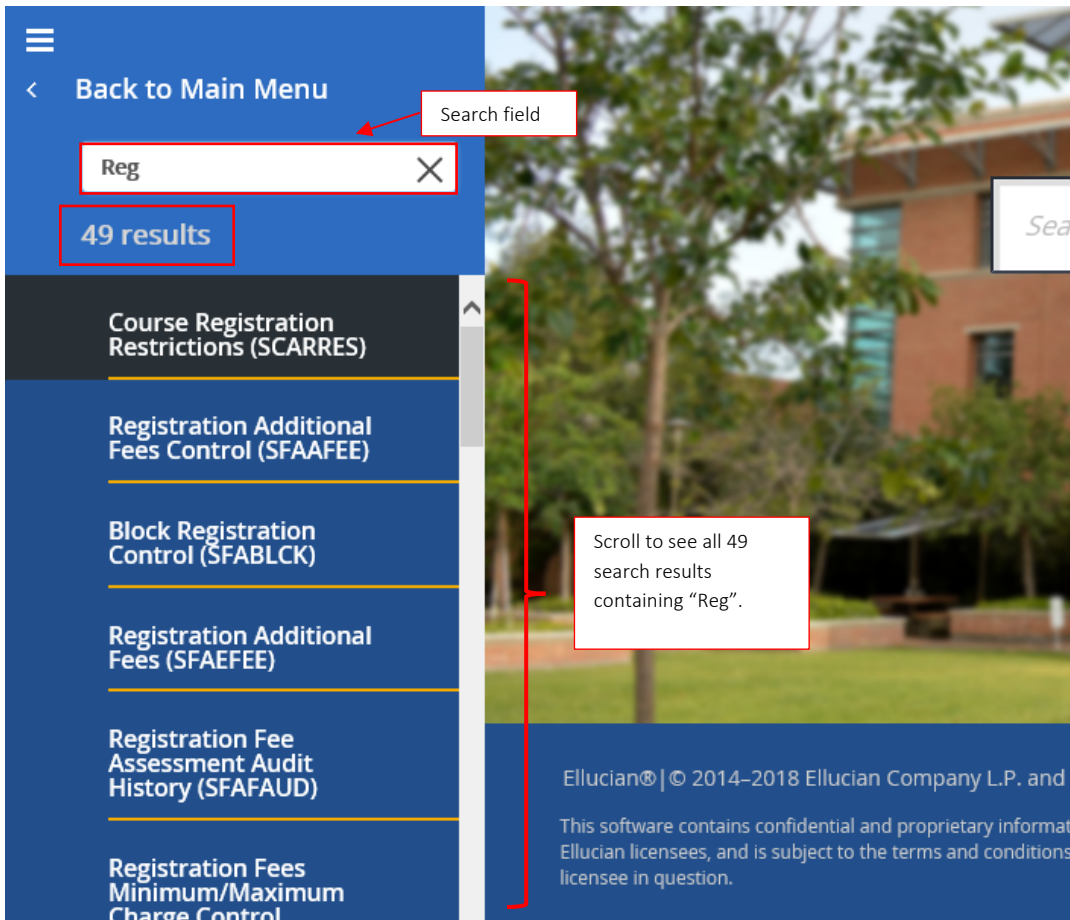 Back to Main Menu
Search field
Reg
49 results
Course Registration
Restrictions (SCARRES)
Registration Additional
Fees Control (SFAAFEE)
Block Registration
Control (SFABLCK)
Registration Additional
Fees (SFAEFEE)
Registration Fee
Assessment Audit
History (SFAFAUD)
Registration Fees
Minimum/Maximum
Charge Control
Sea
Scroll to see all 49
search results
containing “Reg”.
Ellucian®|© 2014–2018 Ellucian Company L.P. and
This software contains confidential and proprietary informat
Ellucian licensees, and is subject to the terms and conditions
licensee in question.